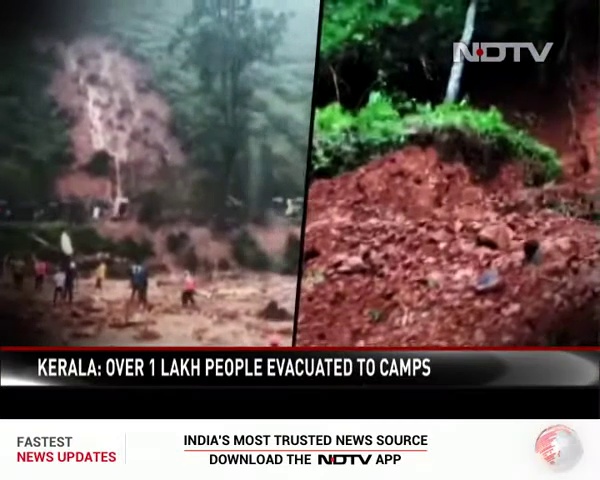 NDTV
KERALA: OVER 1 LAKH PEOPLE EVACUATED TO CAMPS
FASTEST
NEWS UPDATES
INDIA'S MOST TRUSTED NEWS SOURCE
DOWNLOAD THE NDTV APP